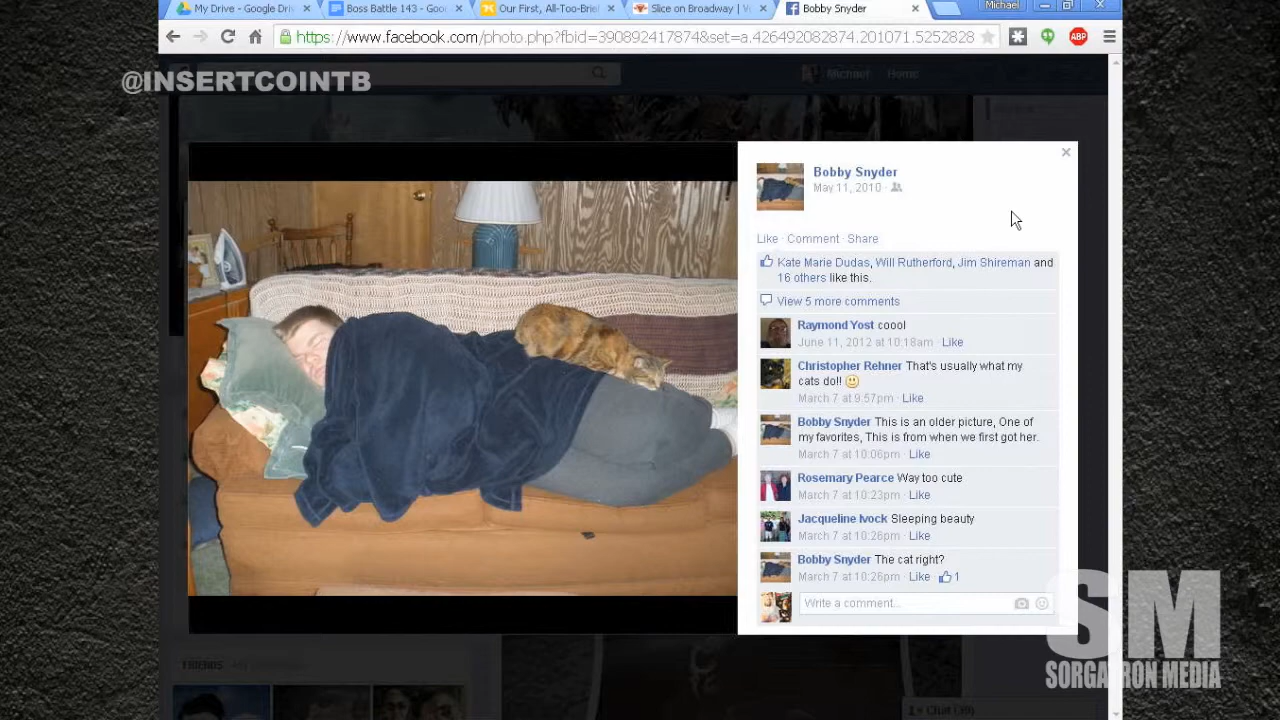 My Drive - Google Dri
Boss Battle 143 - Goo
Our First, All-Too-Brie
Slice on Broadway | V
Bobby Snyder
Michael
https://www.facebook.com/photo.php?fbid=390892417874&set=a.426492082874.201071.5252828
ABP
@INSERTCOINTB
Michael
Home
Bobby Snyder
May 11, 2010
Like · Comment · Share
Kate Marie Dudas, Will Rutherford, Jim Shireman and
16 others like this.
View 5 more comments
Raymond Yost coool
June 11, 2012 at 10:18am · Like
Christopher Rehner That's usually what my
cats do!!
March 7 at 9:57pm · Like
Bobby Snyder This is an older picture, One of
my favorites, This is from when we first got her.
March 7 at 10:06pm · Like
Rosemary Pearce Way too cute
March 7 at 10:23pm · Like
Jacqueline Ivock Sleeping beauty
March 7 at 10:26pm · Like
Bobby Snyder The cat right?
March 7 at 10:26pm · Like · 1
Write a comment...
FRIENDS
Chat (39)
SM
SORGATRON MEDIA